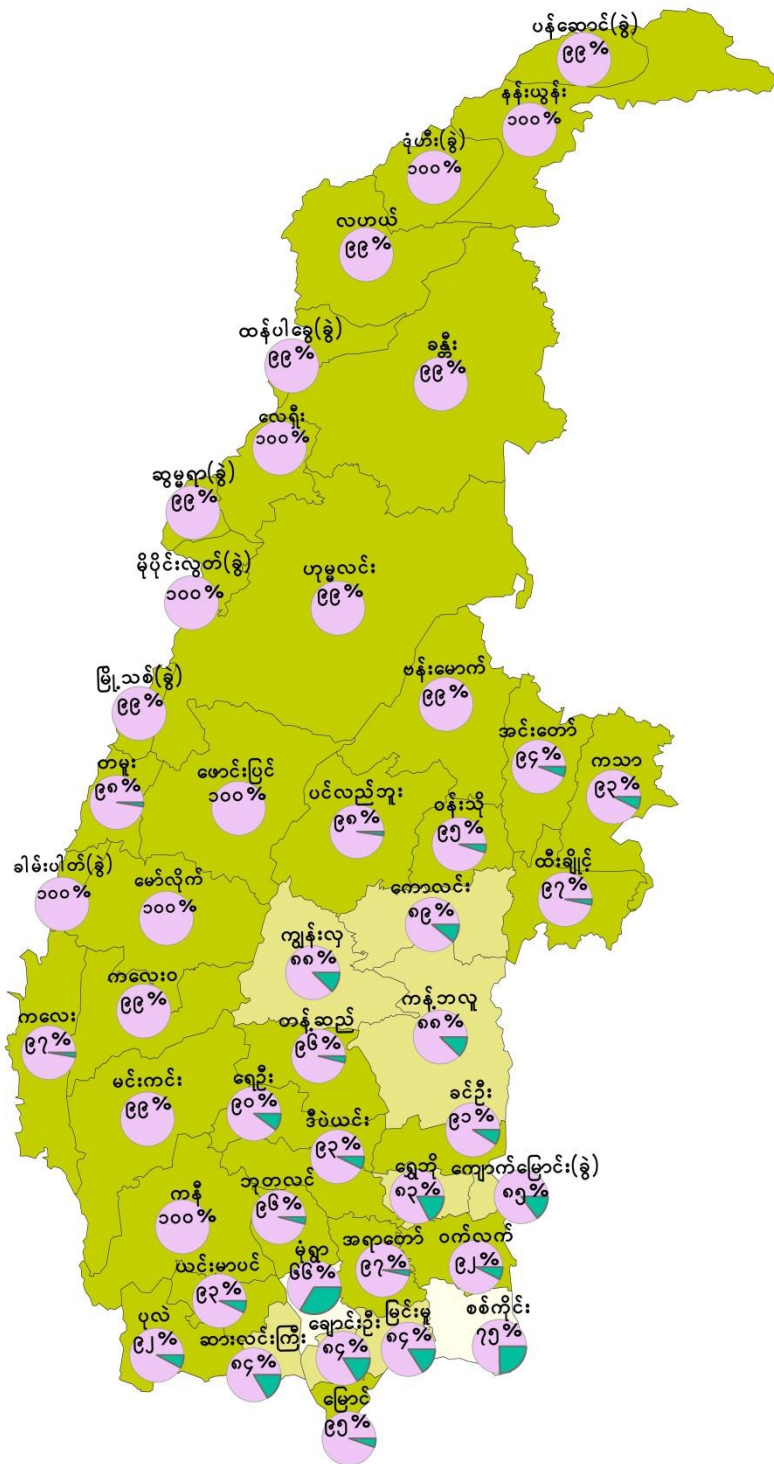 ပန်ဆောင်(ခွဲ)
၉၉%
နန်းယွန်း
၁၀၀%
ဒုံဟီး(ခွဲ)
၁၀၀%
လဟယ်
၉၉%
ထန်ပါခွေ(ခွဲ)
၉၉%
ခန္တီး
၉၉%
လေရှီး
၁၀၀%
ဆွမ္မရာ(ခွဲ)
၉၉%
မိုပိုင်းလွတ်(ခွဲ)
၁၀၀%
ဟုမ္မလင်း
၉၉%
မြို့သစ်(ခွဲ)
၉၉%
ဗန်းမောက်
၉၉%
အင်းတော်
၉၄%
ကသာ
၉၃%
တမူး
၉၈%
ဖောင်းပြင်
၁၀၀%
ပင်လည်ဘူး
၉၈%
ဝန်းသို
၉၅%
ထီးချိုင့်
၉၇%
ခါမ်းပါတ်(ခွဲ)
၁၀၀%
မော်လိုက်
၁၀၀%
ကောလင်း
၈၉%
ကျွန်းလှ
၈၈%
ကလေးဝ
၉၉%
ကန့်ဘလူ
၈၈%
ကလေး
၉၇%
တန့်ဆည်
၉၆%
မင်းကင်း
၉၉%
ရေဦး
၉၀%
ခင်ဦး
၉၁%
ဒီပဲယင်း
၉၃%
ရွှေဘို
၈၃%
ကျောက်မြောင်း(ခွဲ)
၈၅%
ကနီ
၁၀၀%
ဘုတလင်
၉၆%
အရာတော်
၉၇%
ဝက်လက်
၉၂%
မုံရွာ
၆၆%
ယင်းမာပင်
၉၃%
စစ်ကိုင်း
၇၅%
ပုလဲ
၉၂%
ဆားလင်းကြီး
၈၄%
ချောင်းဦး
၈၄%
မြင်းမူ
၈၄%
မြောင်
၉၅%